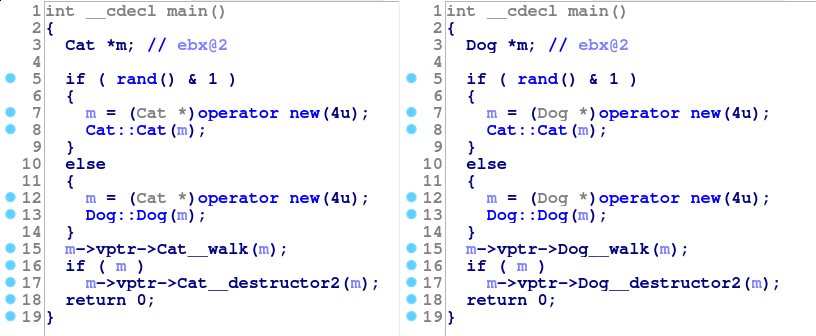 1 int __cdecl main()
2 {
3 Cat *m; // ebx@2
4
5 if ( rand() & 1 )
6 {
7 m = (Cat *)operator new(4u);
8 Cat::Cat(m);
9 }
10 else
11 {
12 m = (Cat *)operator new(4u);
13 Dog::Dog(m);
14 }
15 m->vptr->Cat__walk(m);
16 if ( m )
17 m->vptr->Cat__destructor2(m);
18 return 0;
19 }
1 int __cdecl main()
2 {
3 Dog *m; // ebx@2
4
5 if ( rand() & 1 )
6 {
7 m = (Dog *)operator new(4u);
8 Cat::Cat(m);
9 }
10 else
11 {
12 m = (Dog *)operator new(4u);
13 Dog::Dog(m);
14 }
15 m->vptr->Dog__walk(m);
16 if ( m )
17 m->vptr->Dog__destructor2(m);
18 return 0;
19 }